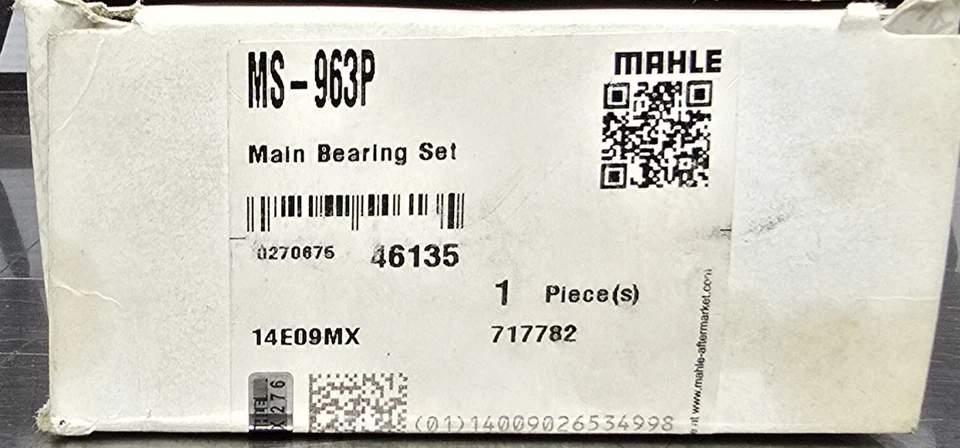 MS-963P
MAHLE
Main Bearing Set
0270675 46135
1 Piece(s)
14E09MX 717782
www.mahle-aftermarket.com
(01)14009026534998